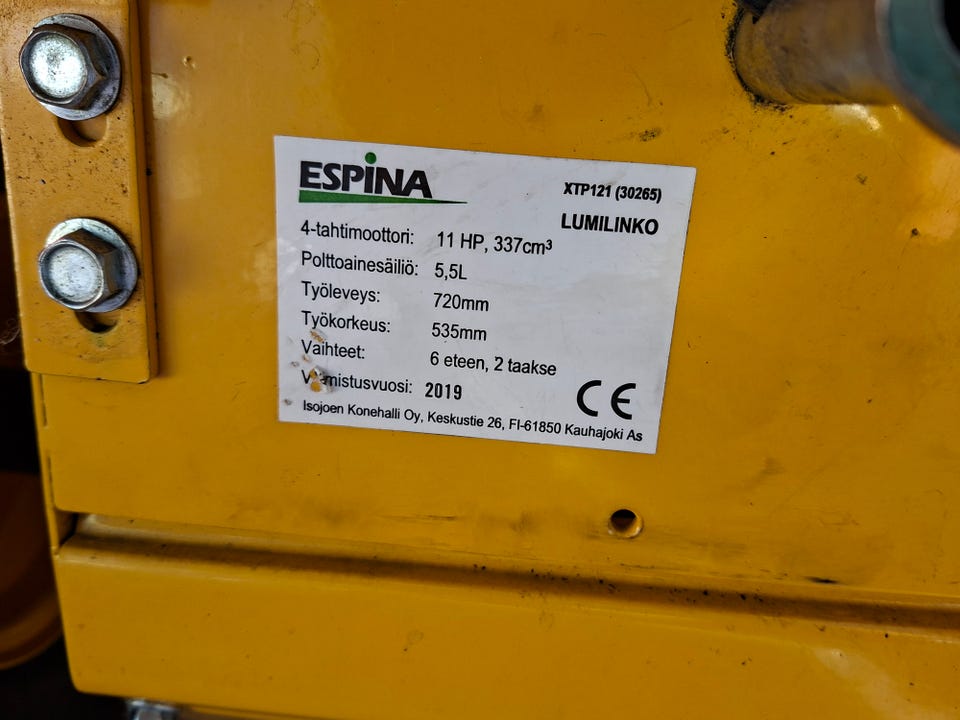 ESPINA
XTP121 (30265)
LUMILINKO
4-tahtimoottori: 11 HP, 337cm³
Polttoainesäiliö: 5,5L
Työleveys: 720mm
Työkorkeus: 535mm
Vaihteet: 6 eteen, 2 taakse
Valmistusvuosi: 2019
CE
Isojoen Konehalli Oy, Keskustie 26, FI-61850 Kauhajoki As